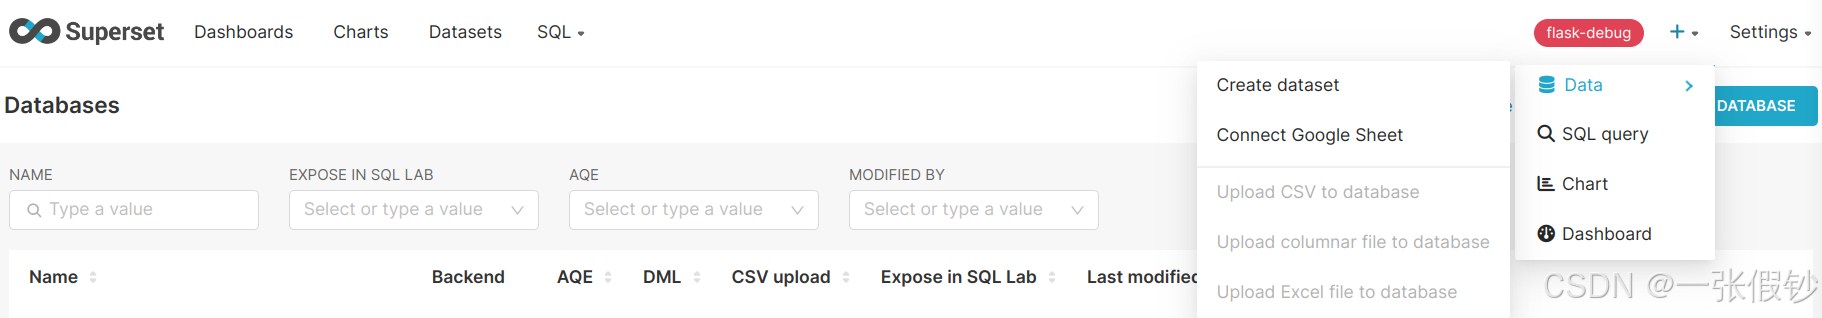 Superset Dashboards Charts Datasets SQL flask-debug + Settings
Databases
DATABASE
Create dataset
Connect Google Sheet
Upload CSV to database
Upload columnar file to database
Upload Excel file to database
Data
SQL query
Chart
Dashboard
NAME EXPOSE IN SQL LAB AQE MODIFIED BY
Type a value Select or type a value Select or type a value Select or type a value
Name Backend AQE DML CSV upload Expose in SQL Lab Last modified
CSDN @一张假钞